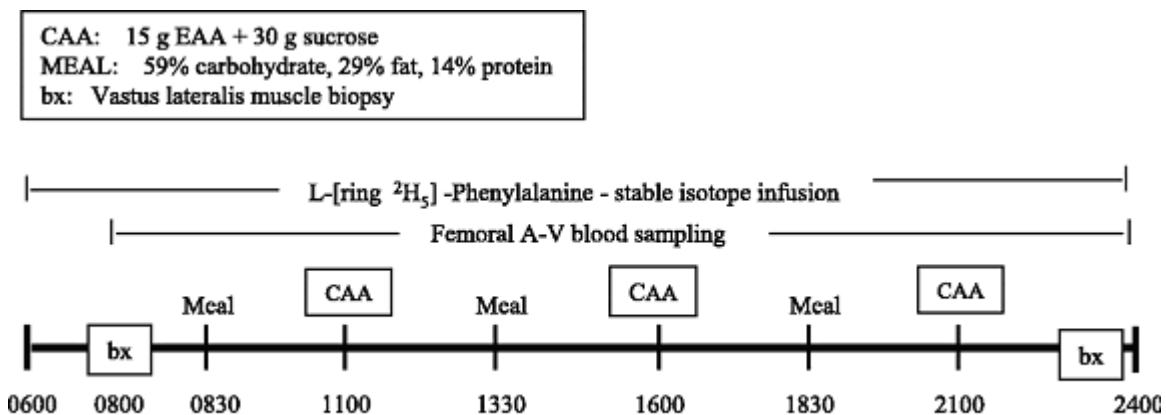 CAA: 15 g EAA + 30 g sucrose
MEAL: 59% carbohydrate, 29% fat, 14% protein
bx: Vastus lateralis muscle biopsy
L-[ring ²H₅] -Phenylalanine - stable isotope infusion
Femoral A-V blood sampling
Meal CAA Meal CAA Meal CAA
bx bx
0600 0800 0830 1100 1330 1600 1830 2100 2400